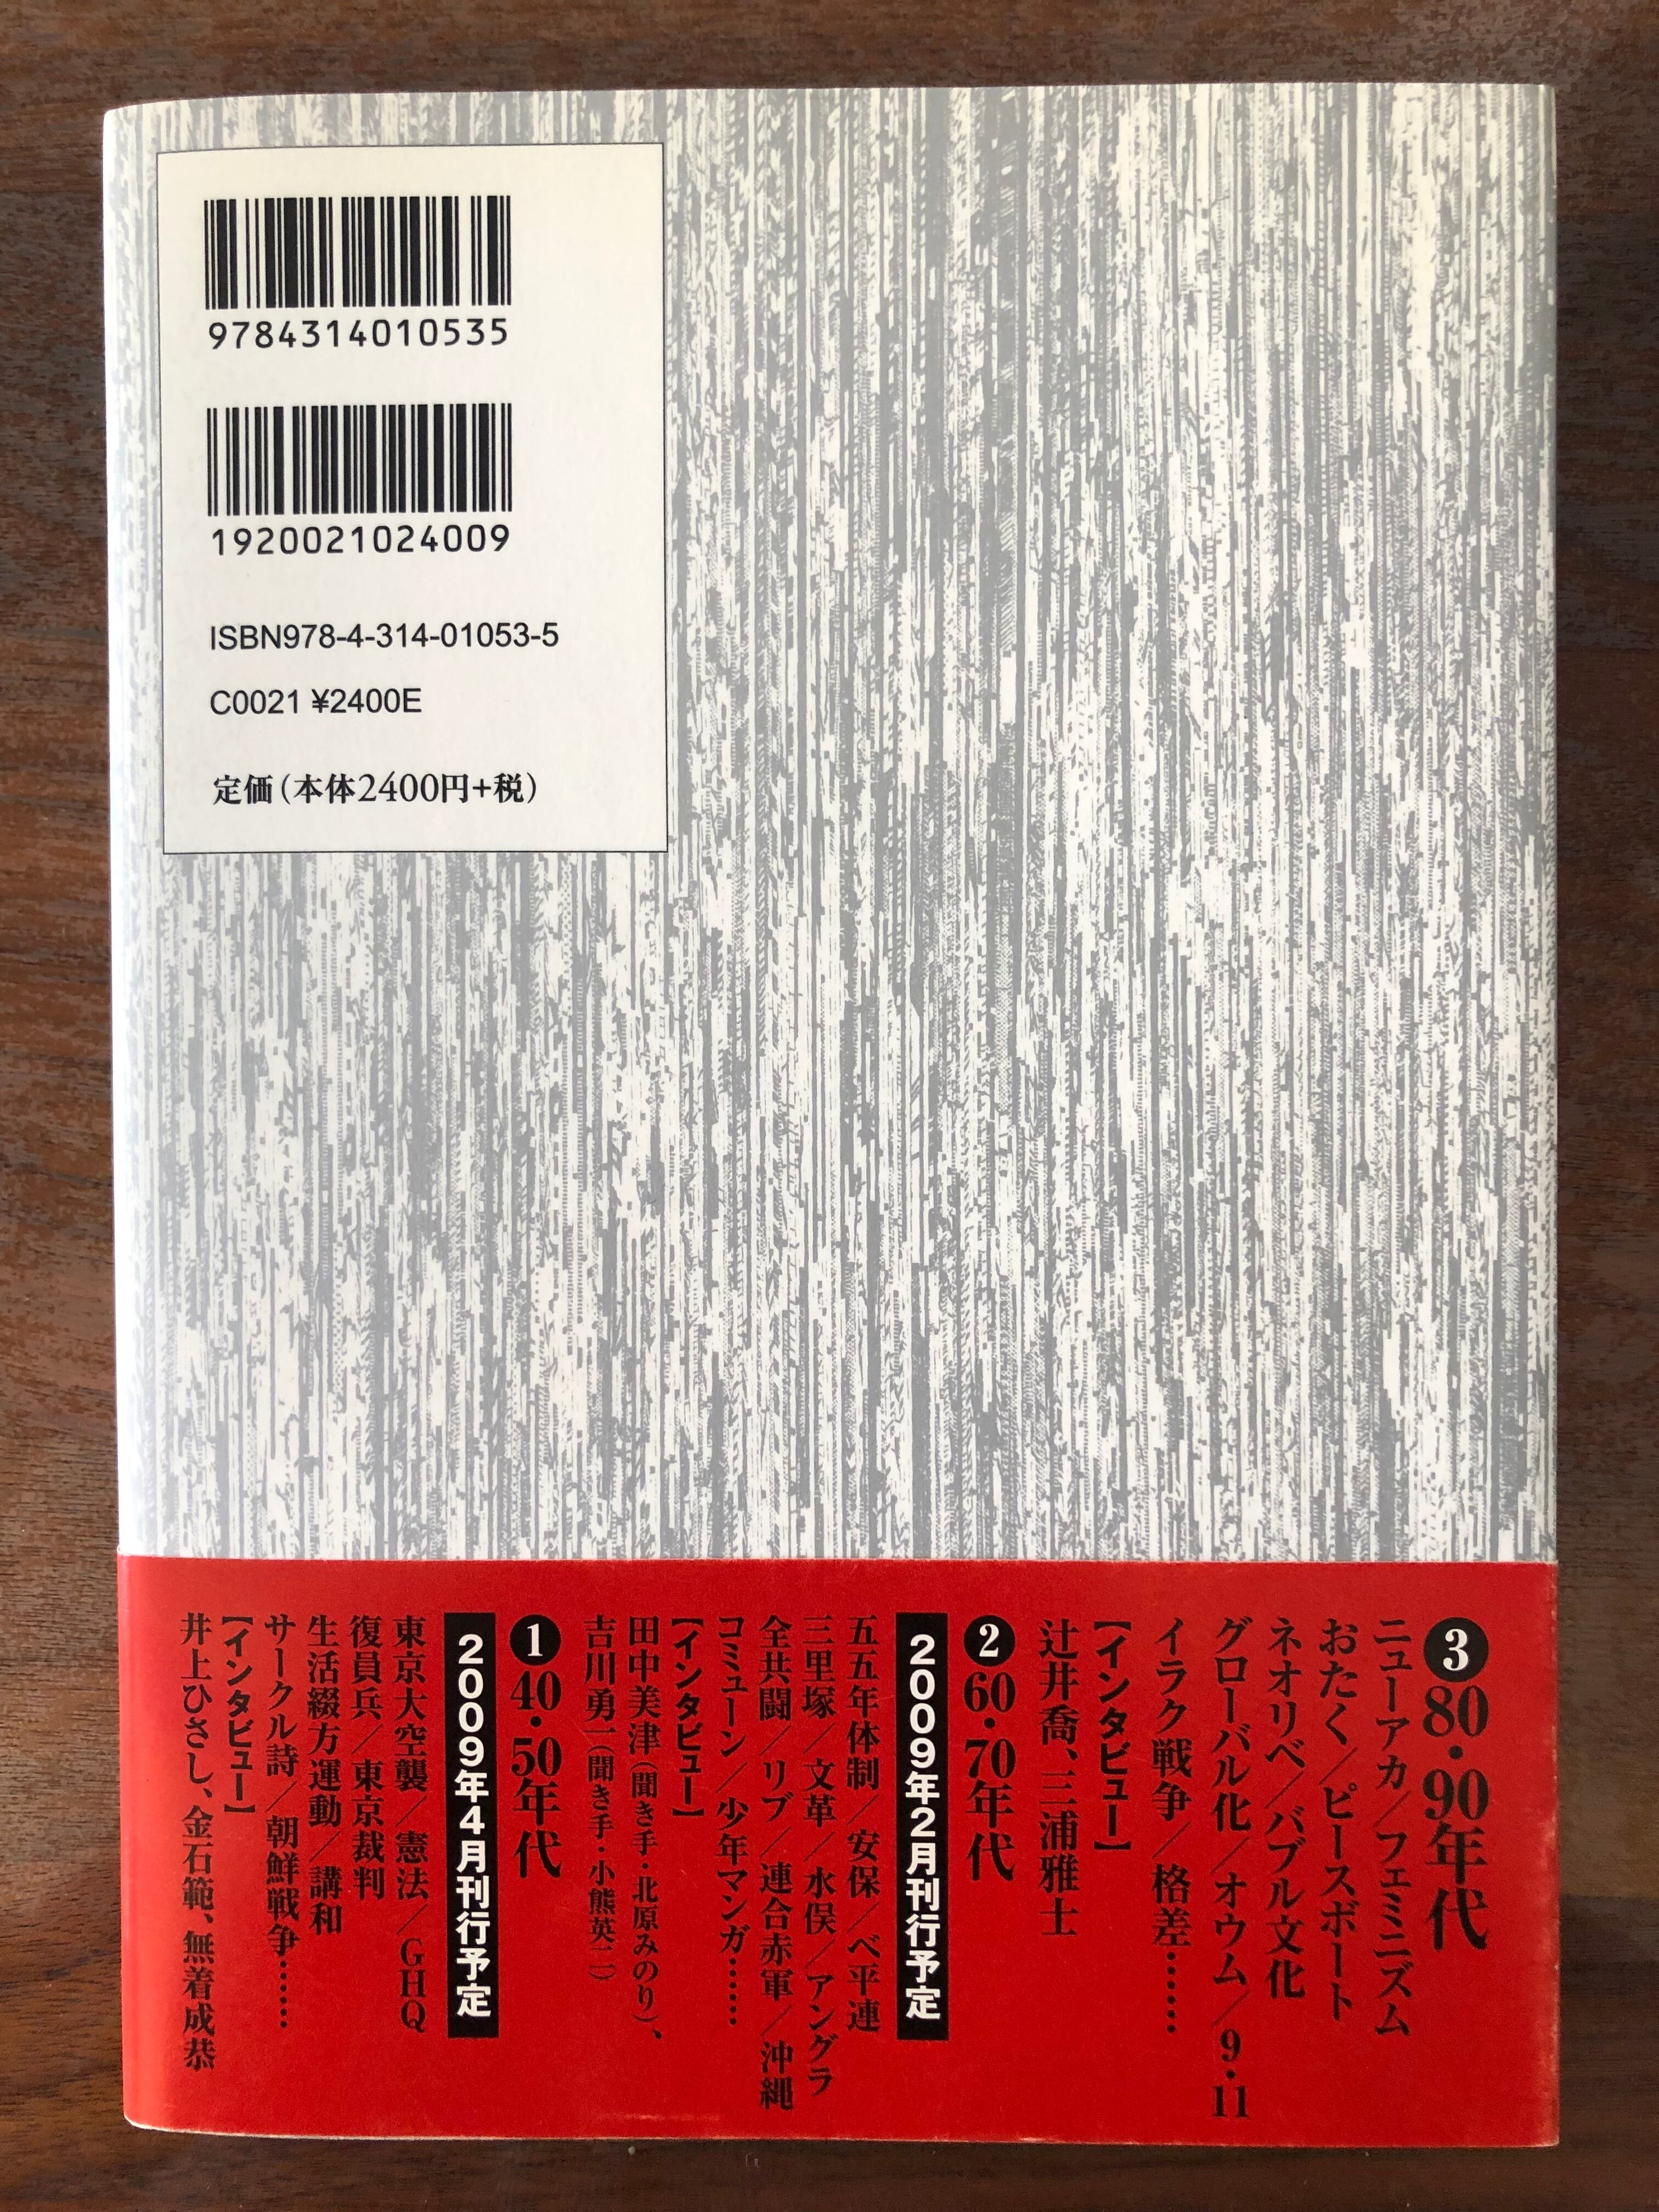 9784314010535
1920021024009
ISBN978-4-314-01053-5
C0021 ¥2400E
定価（本体2400円+税）
❸80・90年代
ニューアカ／フェミニズム
おたく／ピースボート
ネオリベ／バブル文化
グローバル化／オウム／9・11
イラク戦争／格差……
【インタビュー】
辻井喬、三浦雅士
❷60・70年代
2009年2月刊行予定
五五年体制／安保／ベ平連
三里塚／文革／水俣／アングラ
全共闘／リブ／連合赤軍／沖縄
コミューン／少年マンガ……
【インタビュー】
田中美津（聞き手・北原みのり）、
吉川勇一（聞き手・小熊英二）
❶40・50年代
2009年4月刊行予定
東京大空襲／憲法／GHQ
復員兵／東京裁判
生活綴方運動／講和
サークル詩／朝鮮戦争……
【インタビュー】
井上ひさし、金石範、無着成恭